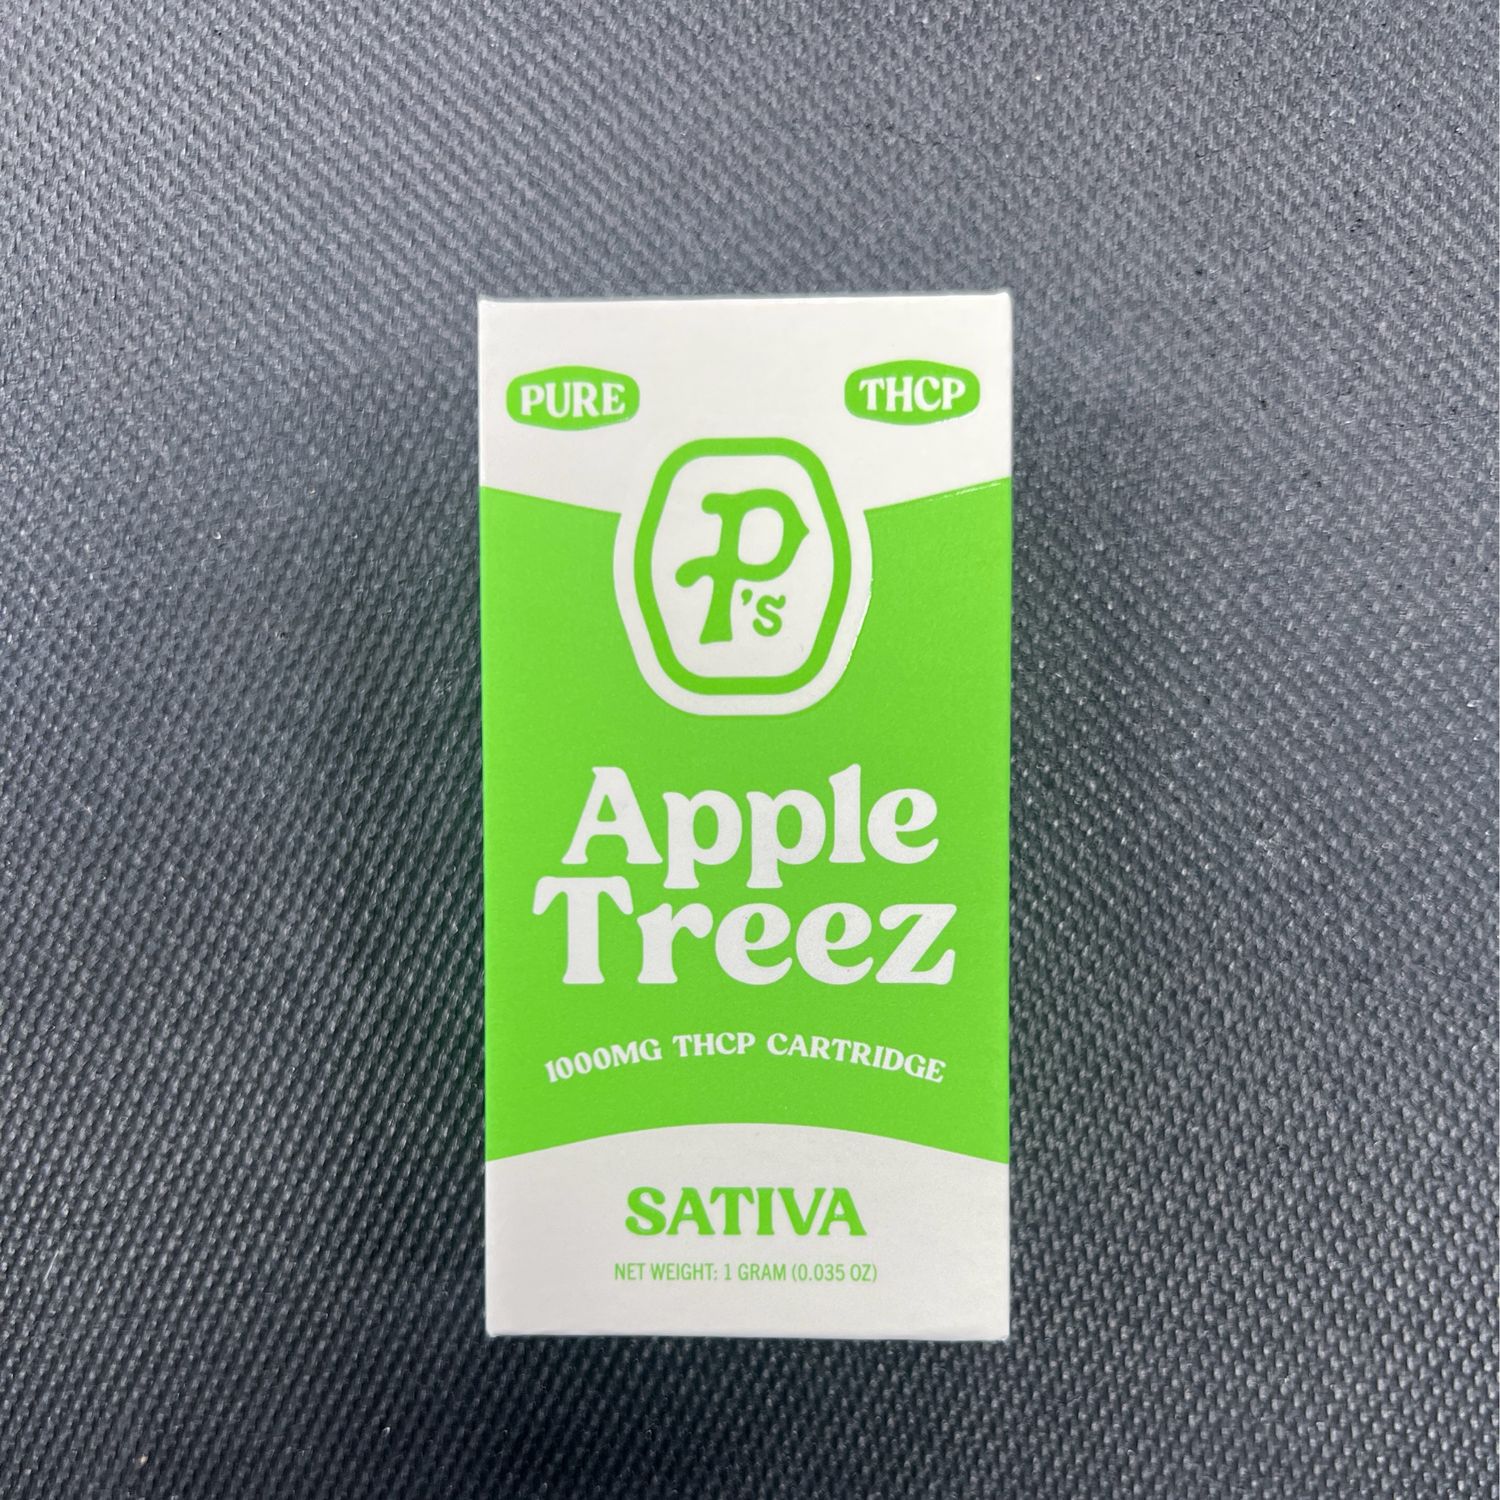 PURE
THCP
P's
Apple
Treez
1000MG THCP CARTRIDGE
SATIVA
NET WEIGHT: 1 GRAM (0.035 OZ)